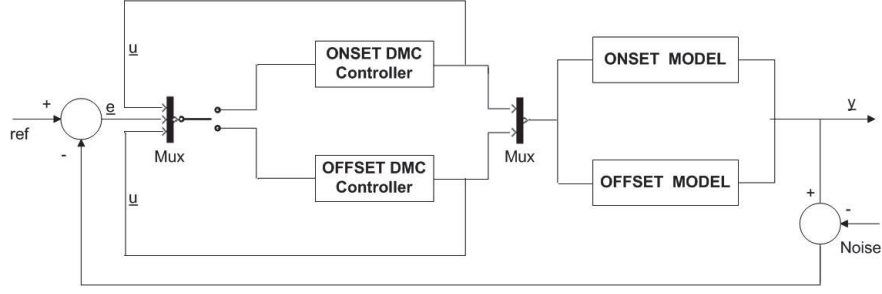 u
ONSET DMC
Controller
ONSET MODEL
+
e
ref
-
Mux
Mux
y
OFFSET DMC
Controller
OFFSET MODEL
u
+
-
Noise